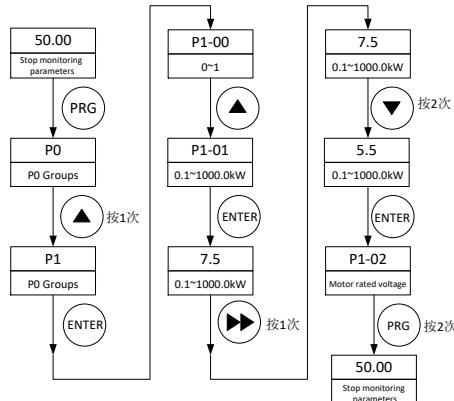 50.00
Stop monitoring
parameters
PRG
P0
P0 Groups
按1次
P1
P0 Groups
ENTER
P1-00
0~1
P1-01
0.1~1000.0kW
ENTER
7.5
0.1~1000.0kW
按1次
7.5
0.1~1000.0kW
按2次
5.5
0.1~1000.0kW
ENTER
P1-02
Motor rated voltage
PRG
按2次
50.00
Stop monitoring
parameters